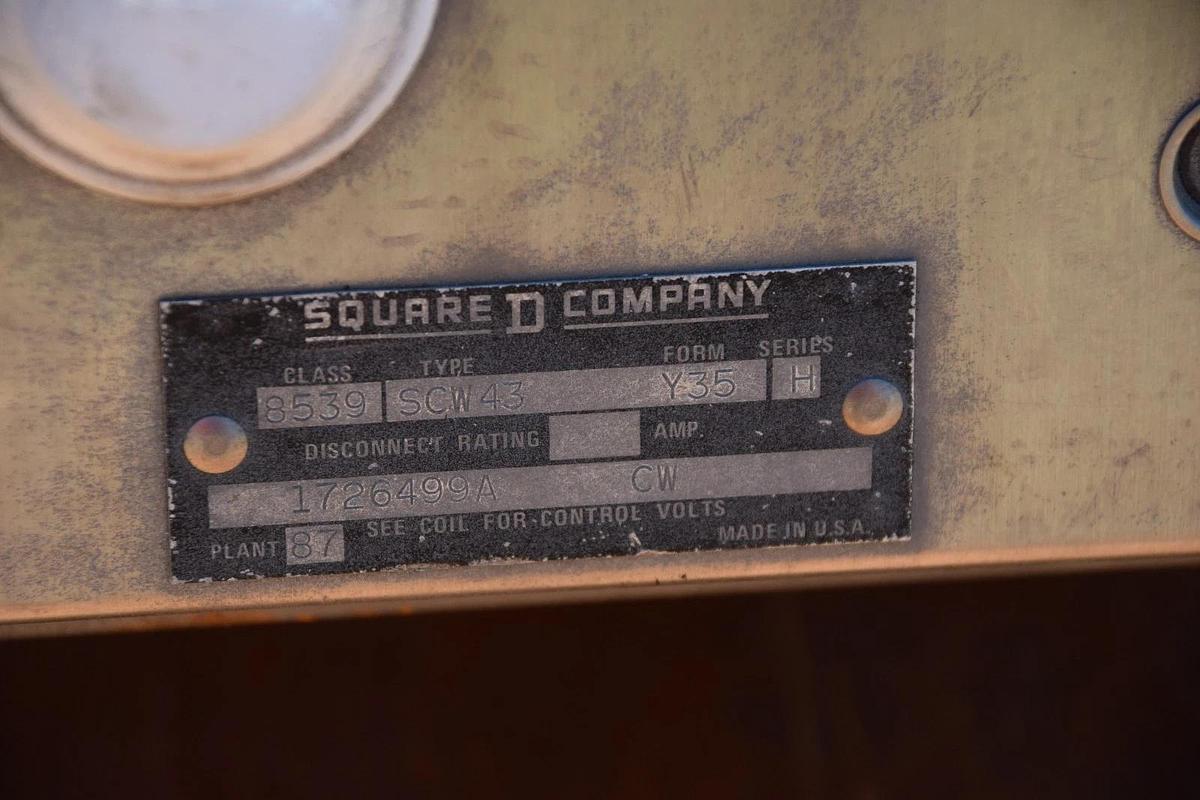 SQUARE D COMPANY
CLASS TYPE FORM SERIES
8539 SCW43 Y35 H
DISCONNECT RATING AMP.
1726499A CW
SEE COIL FOR CONTROL VOLTS
PLANT 87 MADE IN U.S.A.